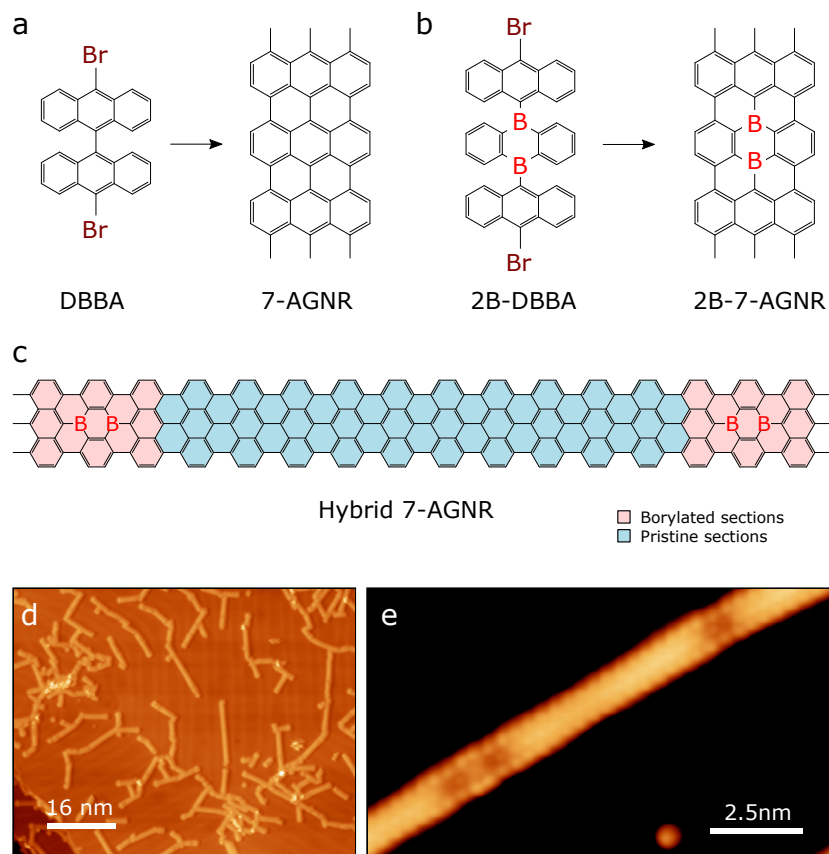 a
b
Br
Br
Br
B
B
Br
B
B
DBBA
7-AGNR
2B-DBBA
2B-7-AGNR
c
B B
B B
Hybrid 7-AGNR
Borylated sections
Pristine sections
d
e
16 nm
2.5nm